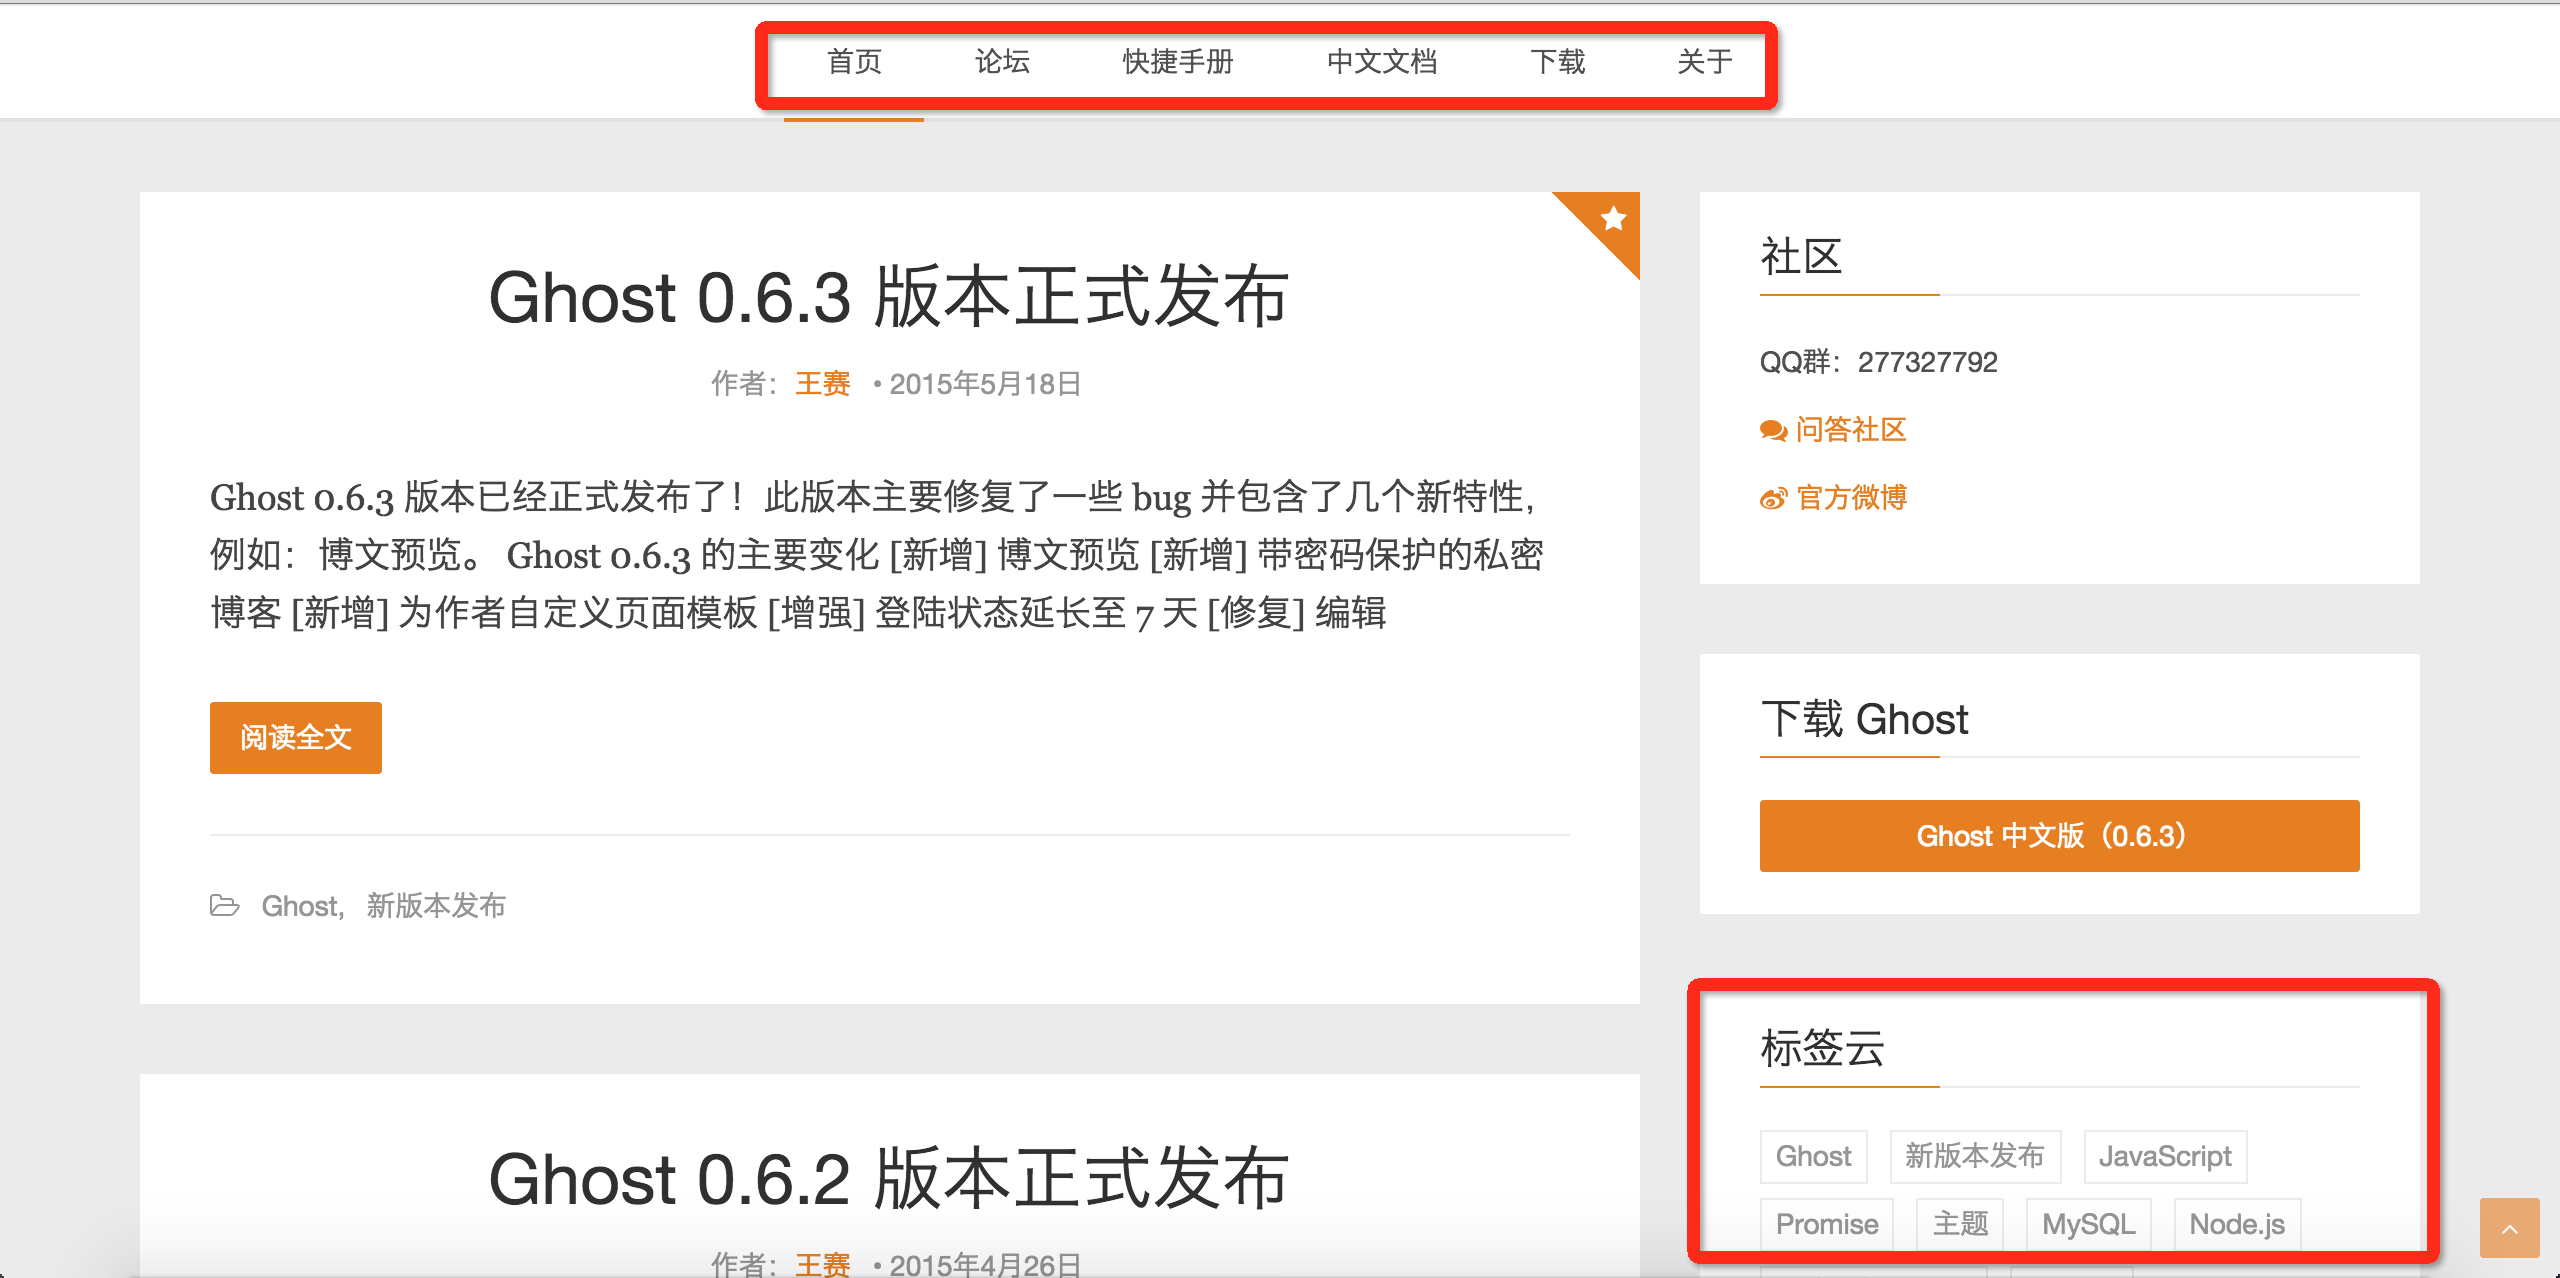 首页 论坛 快捷手册 中文文档 下载 关于
Ghost 0.6.3 版本正式发布
作者：王赛 • 2015年5月18日
Ghost 0.6.3 版本已经正式发布了！此版本主要修复了一些 bug 并包含了几个新特性，
例如：博文预览。 Ghost 0.6.3 的主要变化 [新增] 博文预览 [新增] 带密码保护的私密
博客 [新增] 为作者自定义页面模板 [增强] 登陆状态延长至 7 天 [修复] 编辑
阅读全文
Ghost, 新版本发布
Ghost 0.6.2 版本正式发布
作者：王赛 • 2015年4月26日
社区
QQ群：277327792
问答社区
官方微博
下载 Ghost
Ghost 中文版（0.6.3）
标签云
Ghost 新版本发布 JavaScript
Promise 主题 MySQL Node.js